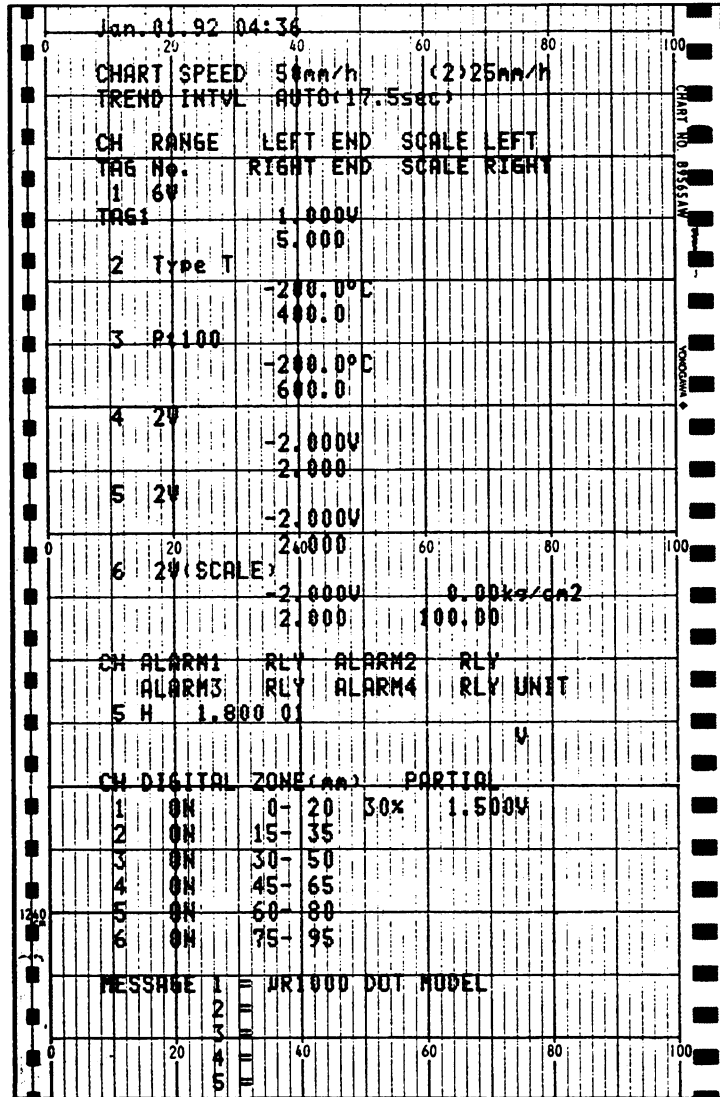 Jan.01.92 04:36
0 20 40 60 80 100
CHART SPEED 50mm/h (2)25mm/h
TREND INTVL AUTO(17.5sec)
CH RANGE LEFT END SCALE LEFT
TAG No. RIGHT END SCALE RIGHT
1 6V
TAG1 1.000V
5.000
2 Type T
-200.0°C
400.0
3 Pt100
-200.0°C
600.0
4 2V
-2.000V
2.000
5 2V
-2.000V
2.000
0 20 40 60 80 100
6 2V(SCALE)
-2.000V 0.00kg/cm2
2.000 100.00
CH ALARM1 RLY ALARM2 RLY
ALARM3 RLY ALARM4 RLY UNIT
5 H 1.800 01
V
CH DIGITAL ZONE(mm) PARTIAL
1 ON 0- 20 30% 1.500V
2 ON 15- 35
3 ON 30- 50
4 ON 45- 65
5 ON 60- 80
6 ON 75- 95
MESSAGE 1 = µR1000 DOT MODEL
2 =
3 =
0 20 40 60 80 100
4 =
5 =
CHART NO B9565AW
YOKOGAWA